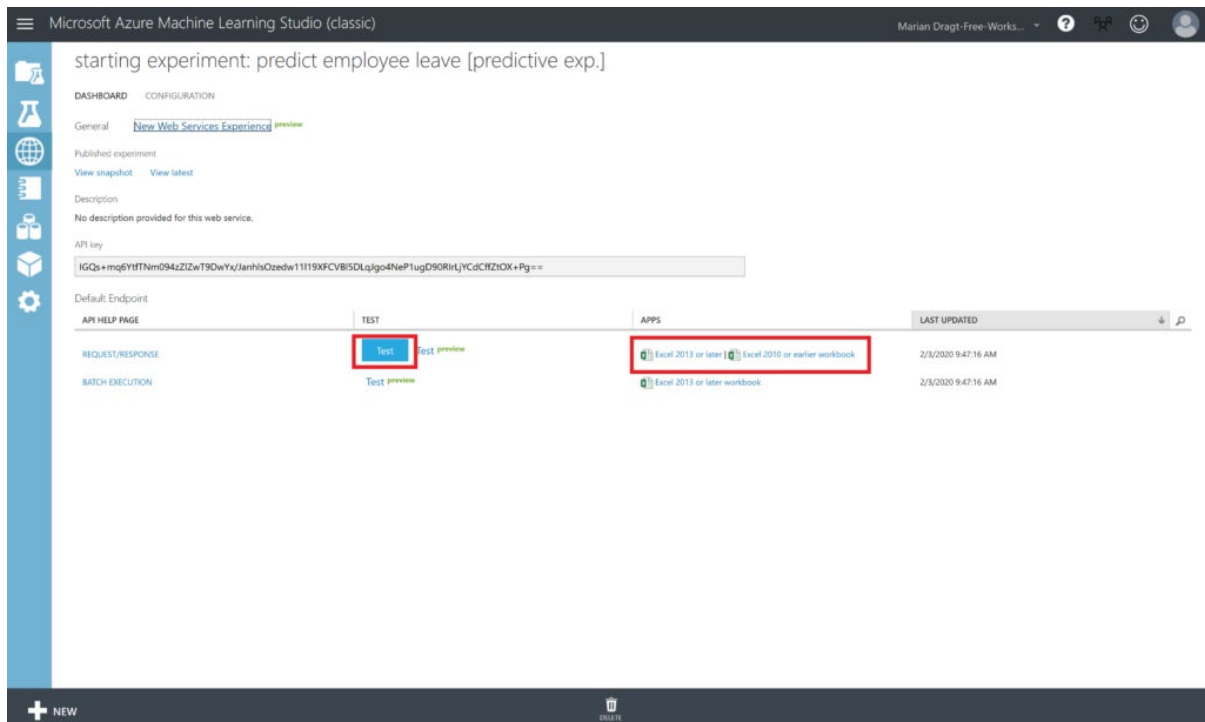 Microsoft Azure Machine Learning Studio (classic) Marian Dragt-Free-Works... ?
starting experiment: predict employee leave [predictive exp.]
DASHBOARD CONFIGURATION
General New Web Services Experience preview
Published experiment
View snapshot View latest
Description
No description provided for this web service.
API key
Default Endpoint
API HELP PAGE TEST APPS LAST UPDATED
REQUEST/RESPONSE Test Test preview Excel 2013 or later | Excel 2010 or earlier workbook 2/3/2020 9:47:16 AM
BATCH EXECUTION Test preview Excel 2013 or later workbook 2/3/2020 9:47:16 AM
NEW DELETE